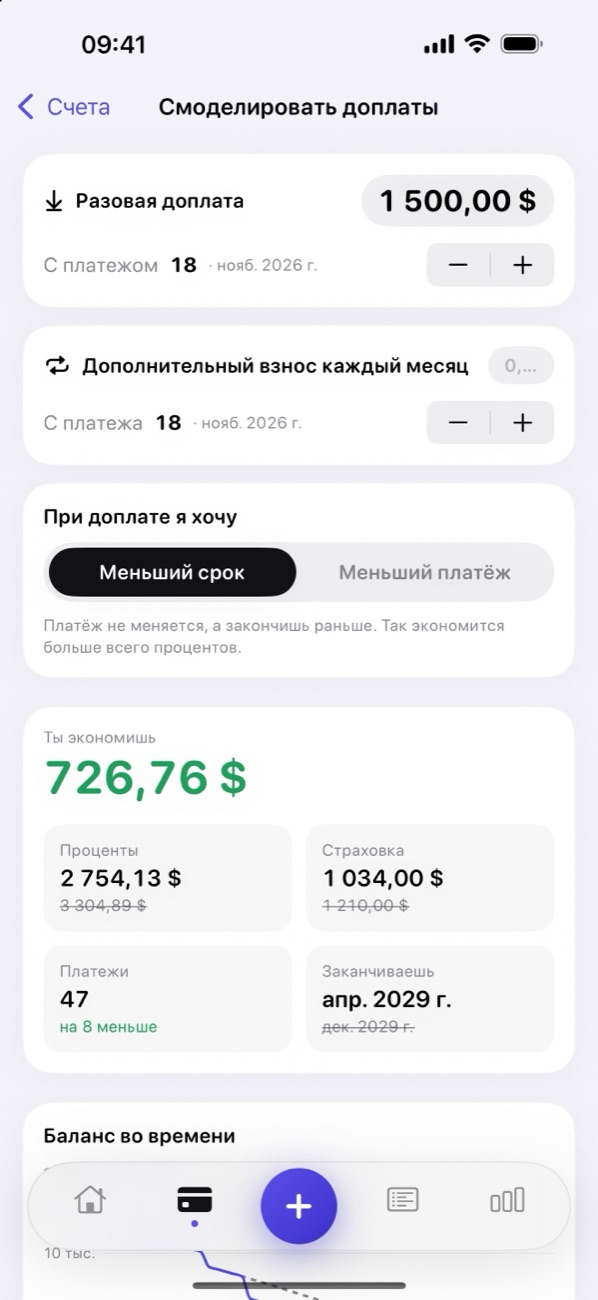 09:41
Счета
Смоделировать доплаты
Разовая доплата
1 500,00 $
С платежом 18 · нояб. 2026 г.
Дополнительный взнос каждый месяц
0,...
С платежа 18 · нояб. 2026 г.
При доплате я хочу
Меньший срок
Меньший платёж
Платёж не меняется, а закончишь раньше. Так экономится
больше всего процентов.
Ты экономишь
726,76 $
Проценты
2 754,13 $
3 304,89 $
Страховка
1 034,00 $
1 210,00 $
Платежи
47
на 8 меньше
Заканчиваешь
апр. 2029 г.
дек. 2029 г.
Баланс во времени
10 тыс.